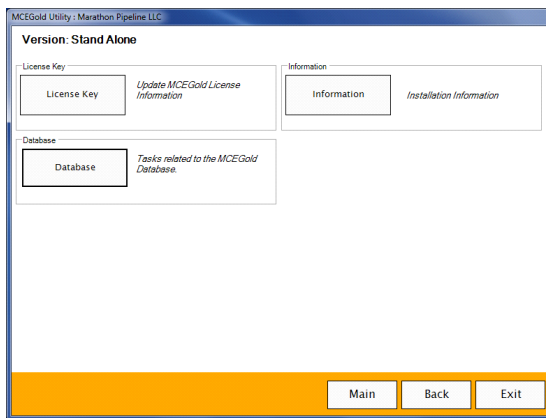 MCEGold Utility : Marathon Pipeline LLC
Version: Stand Alone
License Key
License Key
Update MCEGold License
Information
Information
Information
Installation Information
Database
Database
Tasks related to the MCEGold
Database.
Main
Back
Exit